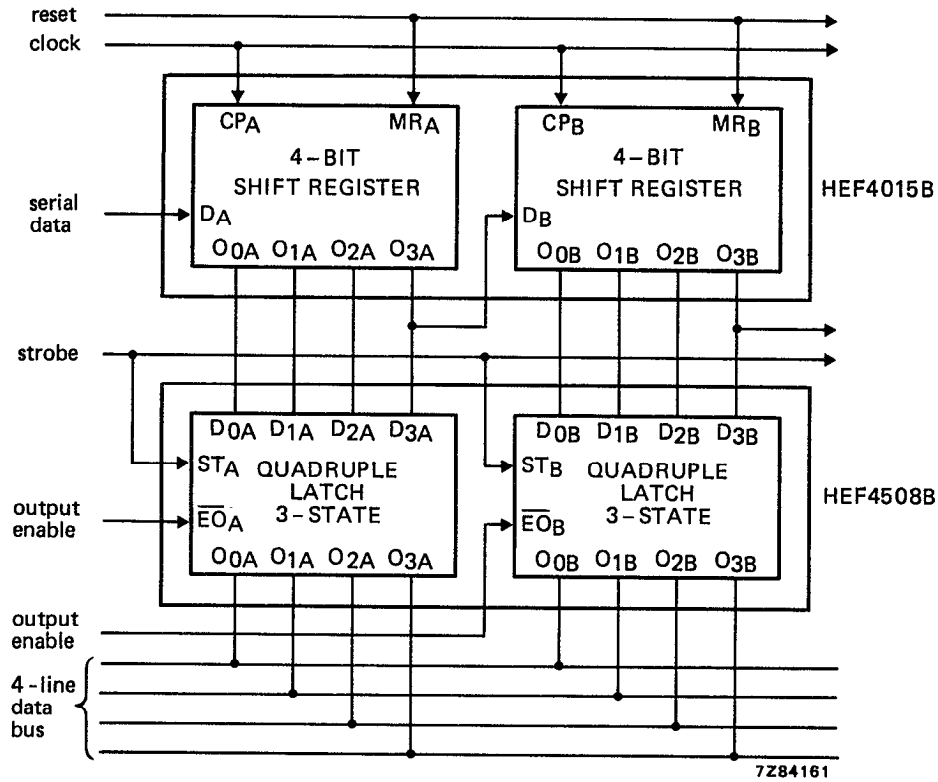 reset
clock
CPA MRA
4-BIT
SHIFT REGISTER
DA
O0A O1A O2A O3A
CPB MRB
4-BIT
SHIFT REGISTER
DB
O0B O1B O2B O3B
HEF4015B
serial
data
strobe
D0A D1A D2A D3A
STA QUADRUPLE
LATCH
3-STATE
EOA
O0A O1A O2A O3A
D0B D1B D2B D3B
STB QUADRUPLE
LATCH
3-STATE
EOB
O0B O1B O2B O3B
HEF4508B
output
enable
output
enable
4-line
data
bus
7Z84161